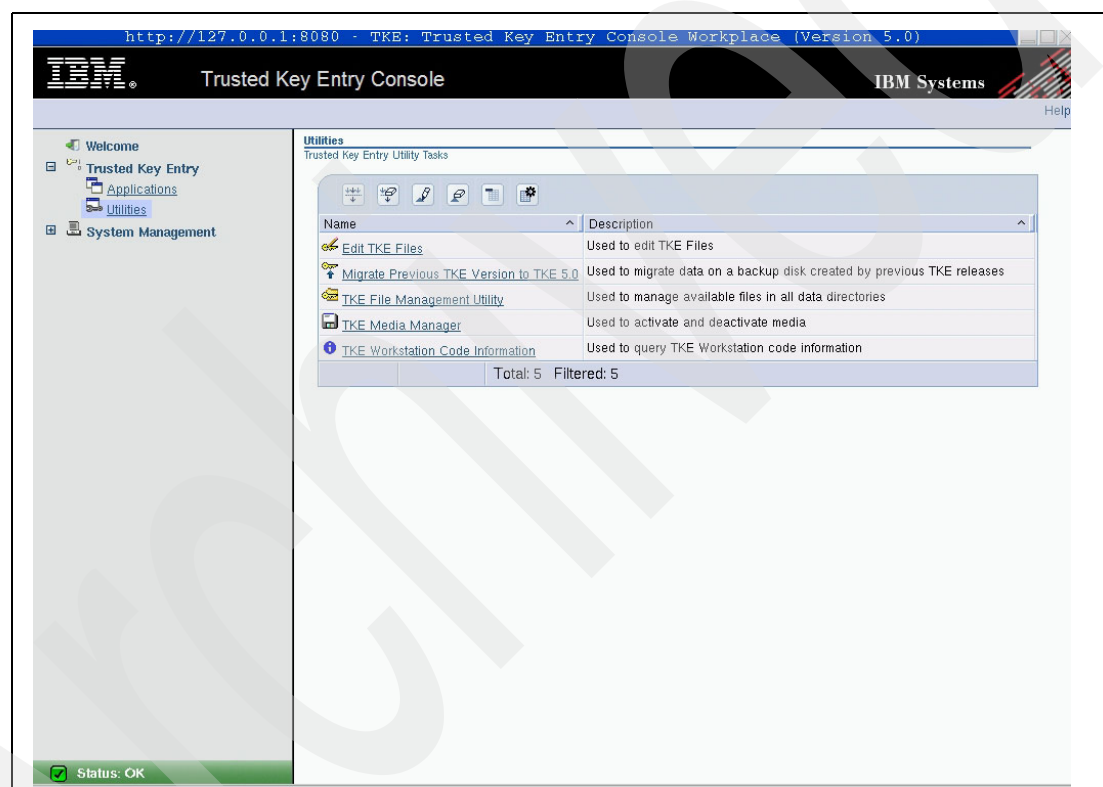 http://127.0.0.1:8080 - TKE: Trusted Key Entry Console Workplace (Version 5.0)
IBM® Trusted Key Entry Console IBM Systems
Help
Welcome
Trusted Key Entry
Applications
Utilities
System Management
Utilities
Trusted Key Entry Utility Tasks
Name Description
Edit TKE Files Used to edit TKE Files
Migrate Previous TKE Version to TKE 5.0 Used to migrate data on a backup disk created by previous TKE releases
TKE File Management Utility Used to manage available files in all data directories
TKE Media Manager Used to activate and deactivate media
TKE Workstation Code Information Used to query TKE Workstation code information
Total: 5 Filtered: 5
Status: OK